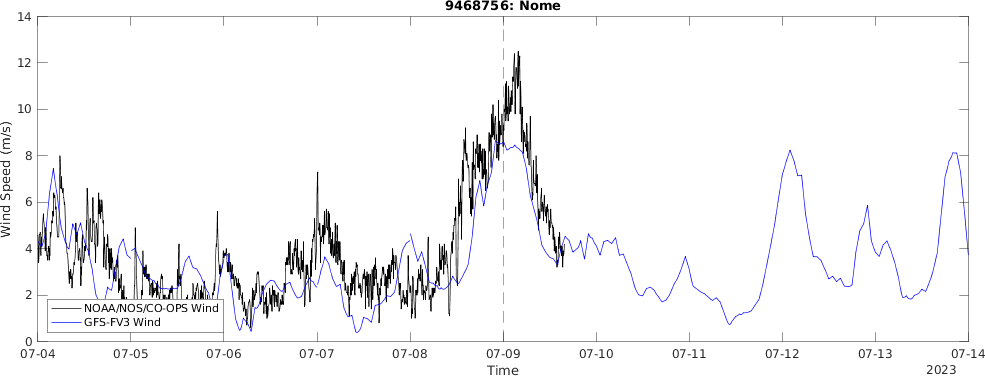 9468756: Nome
Wind Speed (m/s)
14
12
10
8
6
4
2
0
NOAA/NOS/CO-OPS Wind
GFS-FV3 Wind
07-04 07-05 07-06 07-07 07-08 07-09 07-10 07-11 07-12 07-13 07-14
Time
2023